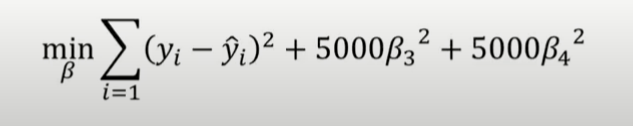 min β ∑ i=1 (yᵢ − ŷᵢ)² + 5000β₃² + 5000β₄²